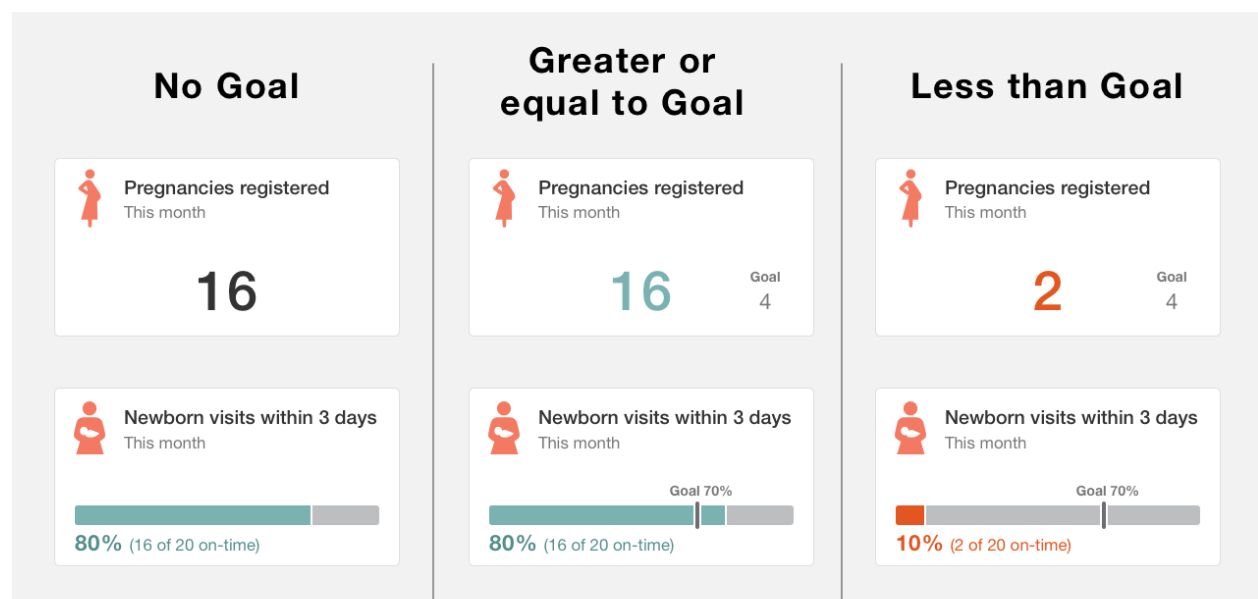 No Goal
Pregnancies registered
This month
16
Newborn visits within 3 days
This month
80% (16 of 20 on-time)
Greater or
equal to Goal
Pregnancies registered
This month
16
Goal
4
Newborn visits within 3 days
This month
Goal 70%
80% (16 of 20 on-time)
Less than Goal
Pregnancies registered
This month
2
Goal
4
Newborn visits within 3 days
This month
Goal 70%
10% (2 of 20 on-time)